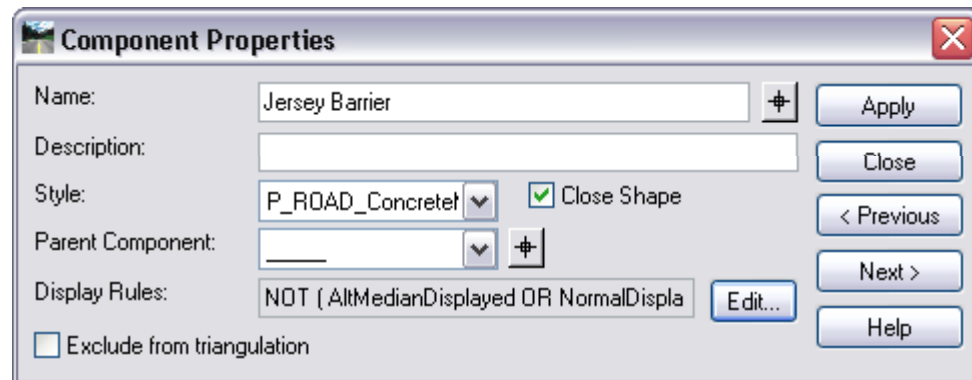 Component Properties
Name:
Jersey Barrier
Apply
Description:
Close
Style:
P_ROAD_Concrete
Close Shape
< Previous
Parent Component:
_____
Next >
Display Rules:
NOT ( AltMedianDisplayed OR NormalDispla
Edit...
Help
Exclude from triangulation